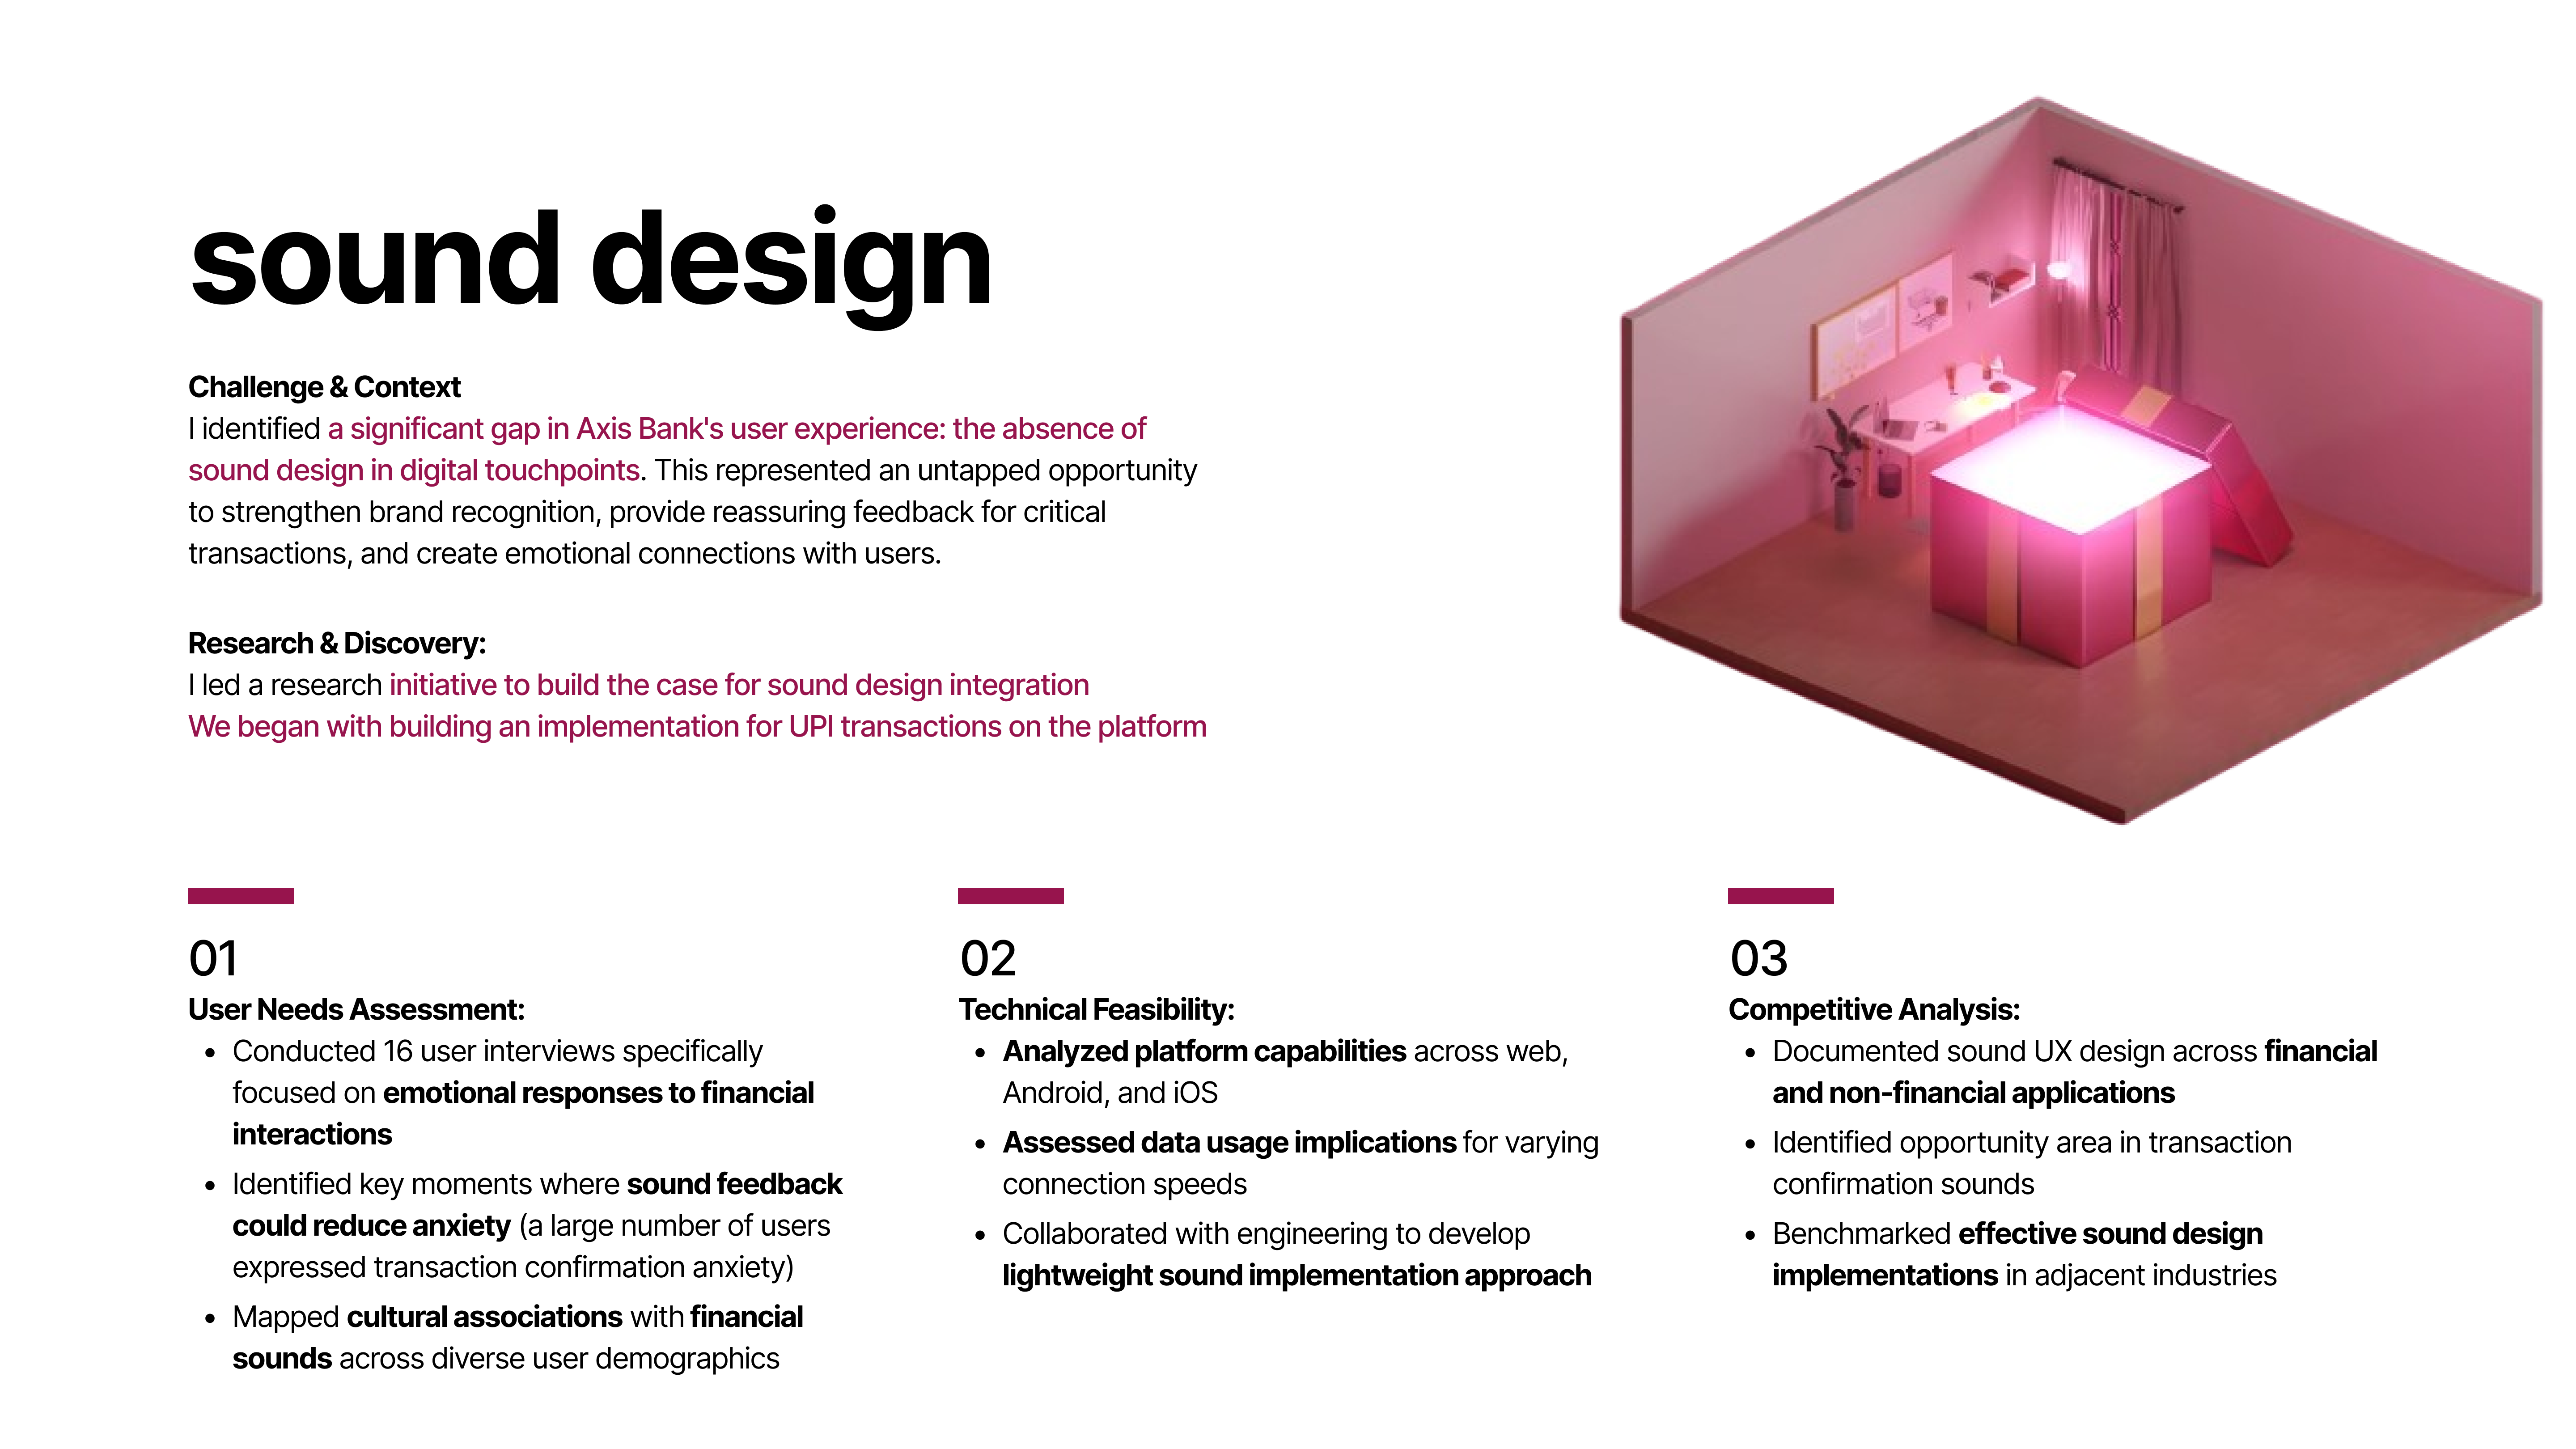 sound design
Challenge & Context
I identified a significant gap in Axis Bank's user experience: the absence of
sound design in digital touchpoints. This represented an untapped opportunity
to strengthen brand recognition, provide reassuring feedback for critical
transactions, and create emotional connections with users.
Research & Discovery:
I led a research initiative to build the case for sound design integration
We began with building an implementation for UPI transactions on the platform
01
User Needs Assessment:
• Conducted 16 user interviews specifically
focused on emotional responses to financial
interactions
• Identified key moments where sound feedback
could reduce anxiety (a large number of users
expressed transaction confirmation anxiety)
• Mapped cultural associations with financial
sounds across diverse user demographics
02
Technical Feasibility:
• Analyzed platform capabilities across web,
Android, and iOS
• Assessed data usage implications for varying
connection speeds
• Collaborated with engineering to develop
lightweight sound implementation approach
03
Competitive Analysis:
• Documented sound UX design across financial
and non-financial applications
• Identified opportunity area in transaction
confirmation sounds
• Benchmarked effective sound design
implementations in adjacent industries